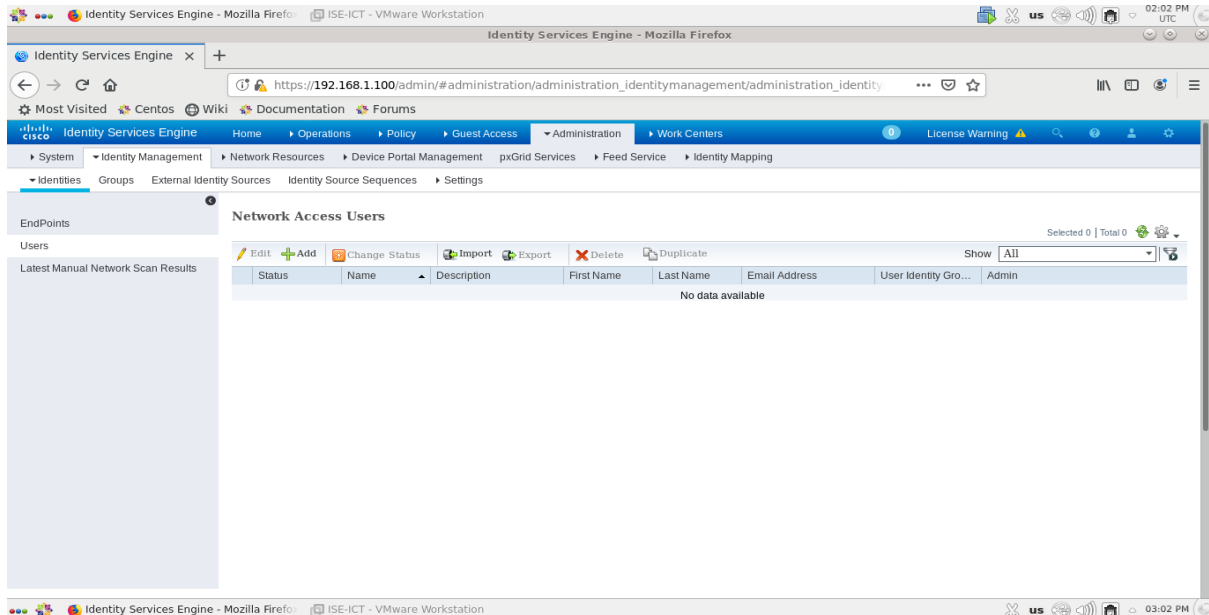 Identity Services Engine - Mozilla Firefo ISE-ICT - VMware Workstation us 02:02 PM
UTC
Identity Services Engine - Mozilla Firefox
Identity Services Engine × +
https://192.168.1.100/admin/#administration/administration_identitymanagement/administration_identity
Most Visited Centos Wiki Documentation Forums
CISCO Identity Services Engine Home Operations Policy Guest Access Administration Work Centers 0 License Warning
System Identity Management Network Resources Device Portal Management pxGrid Services Feed Service Identity Mapping
Identities Groups External Identity Sources Identity Source Sequences Settings
EndPoints
Users
Latest Manual Network Scan Results
Network Access Users
Selected 0 | Total 0
Edit Add Change Status Import Export Delete Duplicate Show All
Status Name Description First Name Last Name Email Address User Identity Gro... Admin
No data available
Identity Services Engine - Mozilla Firefo ISE-ICT - VMware Workstation us 03:02 PM